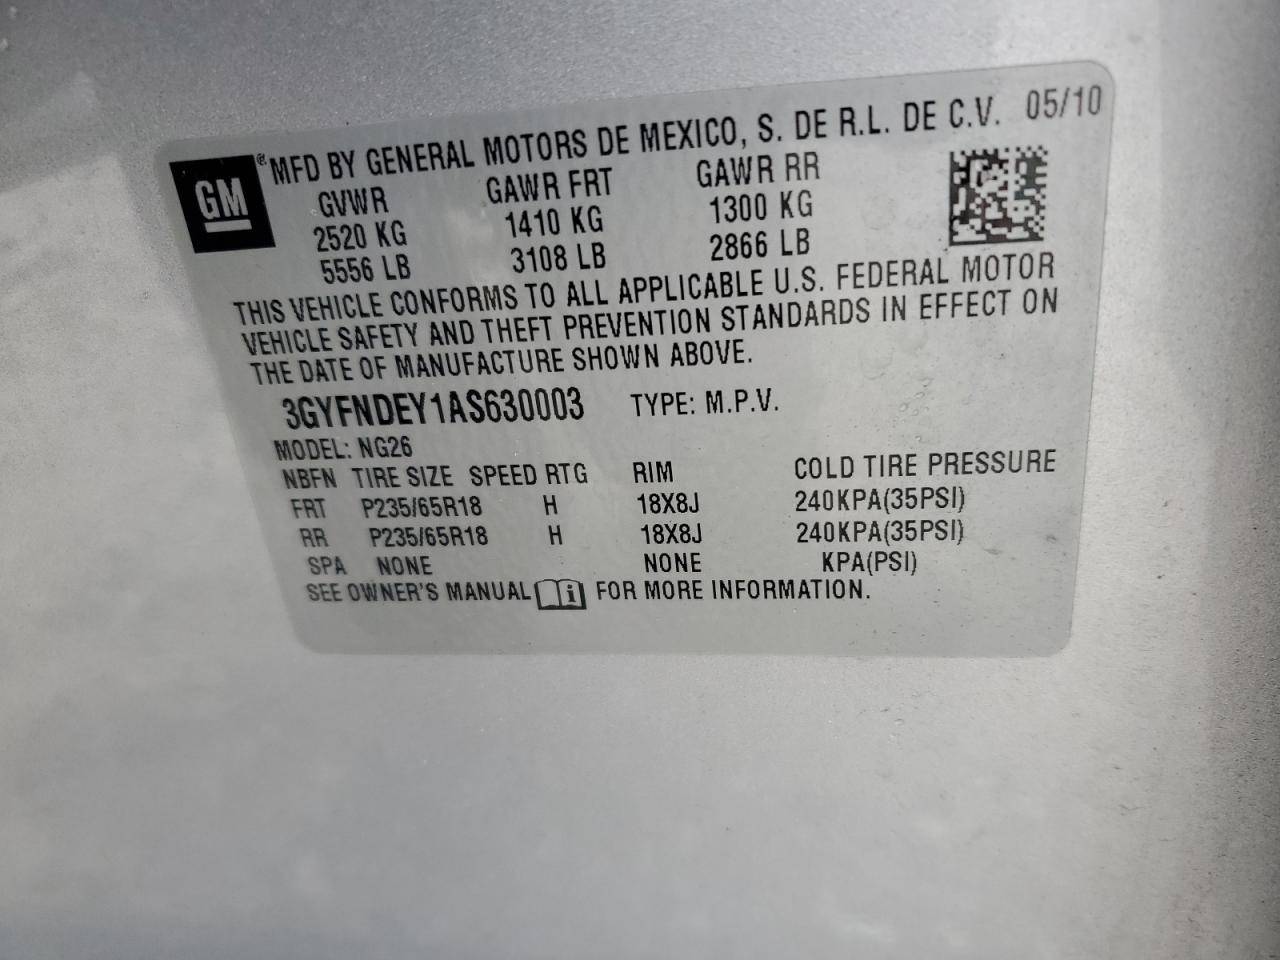 GM
® MFD BY GENERAL MOTORS DE MEXICO, S. DE R.L. DE C.V. 05/10
GVWR GAWR FRT GAWR RR
2520 KG 1410 KG 1300 KG
5556 LB 3108 LB 2866 LB
THIS VEHICLE CONFORMS TO ALL APPLICABLE U.S. FEDERAL MOTOR
VEHICLE SAFETY AND THEFT PREVENTION STANDARDS IN EFFECT ON
THE DATE OF MANUFACTURE SHOWN ABOVE.
3GYFNDEY1AS630003 TYPE: M.P.V.
MODEL: NG26
NBFN TIRE SIZE SPEED RTG RIM COLD TIRE PRESSURE
FRT P235/65R18 H 18X8J 240KPA(35PSI)
RR P235/65R18 H 18X8J 240KPA(35PSI)
SPA NONE NONE KPA(PSI)
SEE OWNER'S MANUAL i FOR MORE INFORMATION.